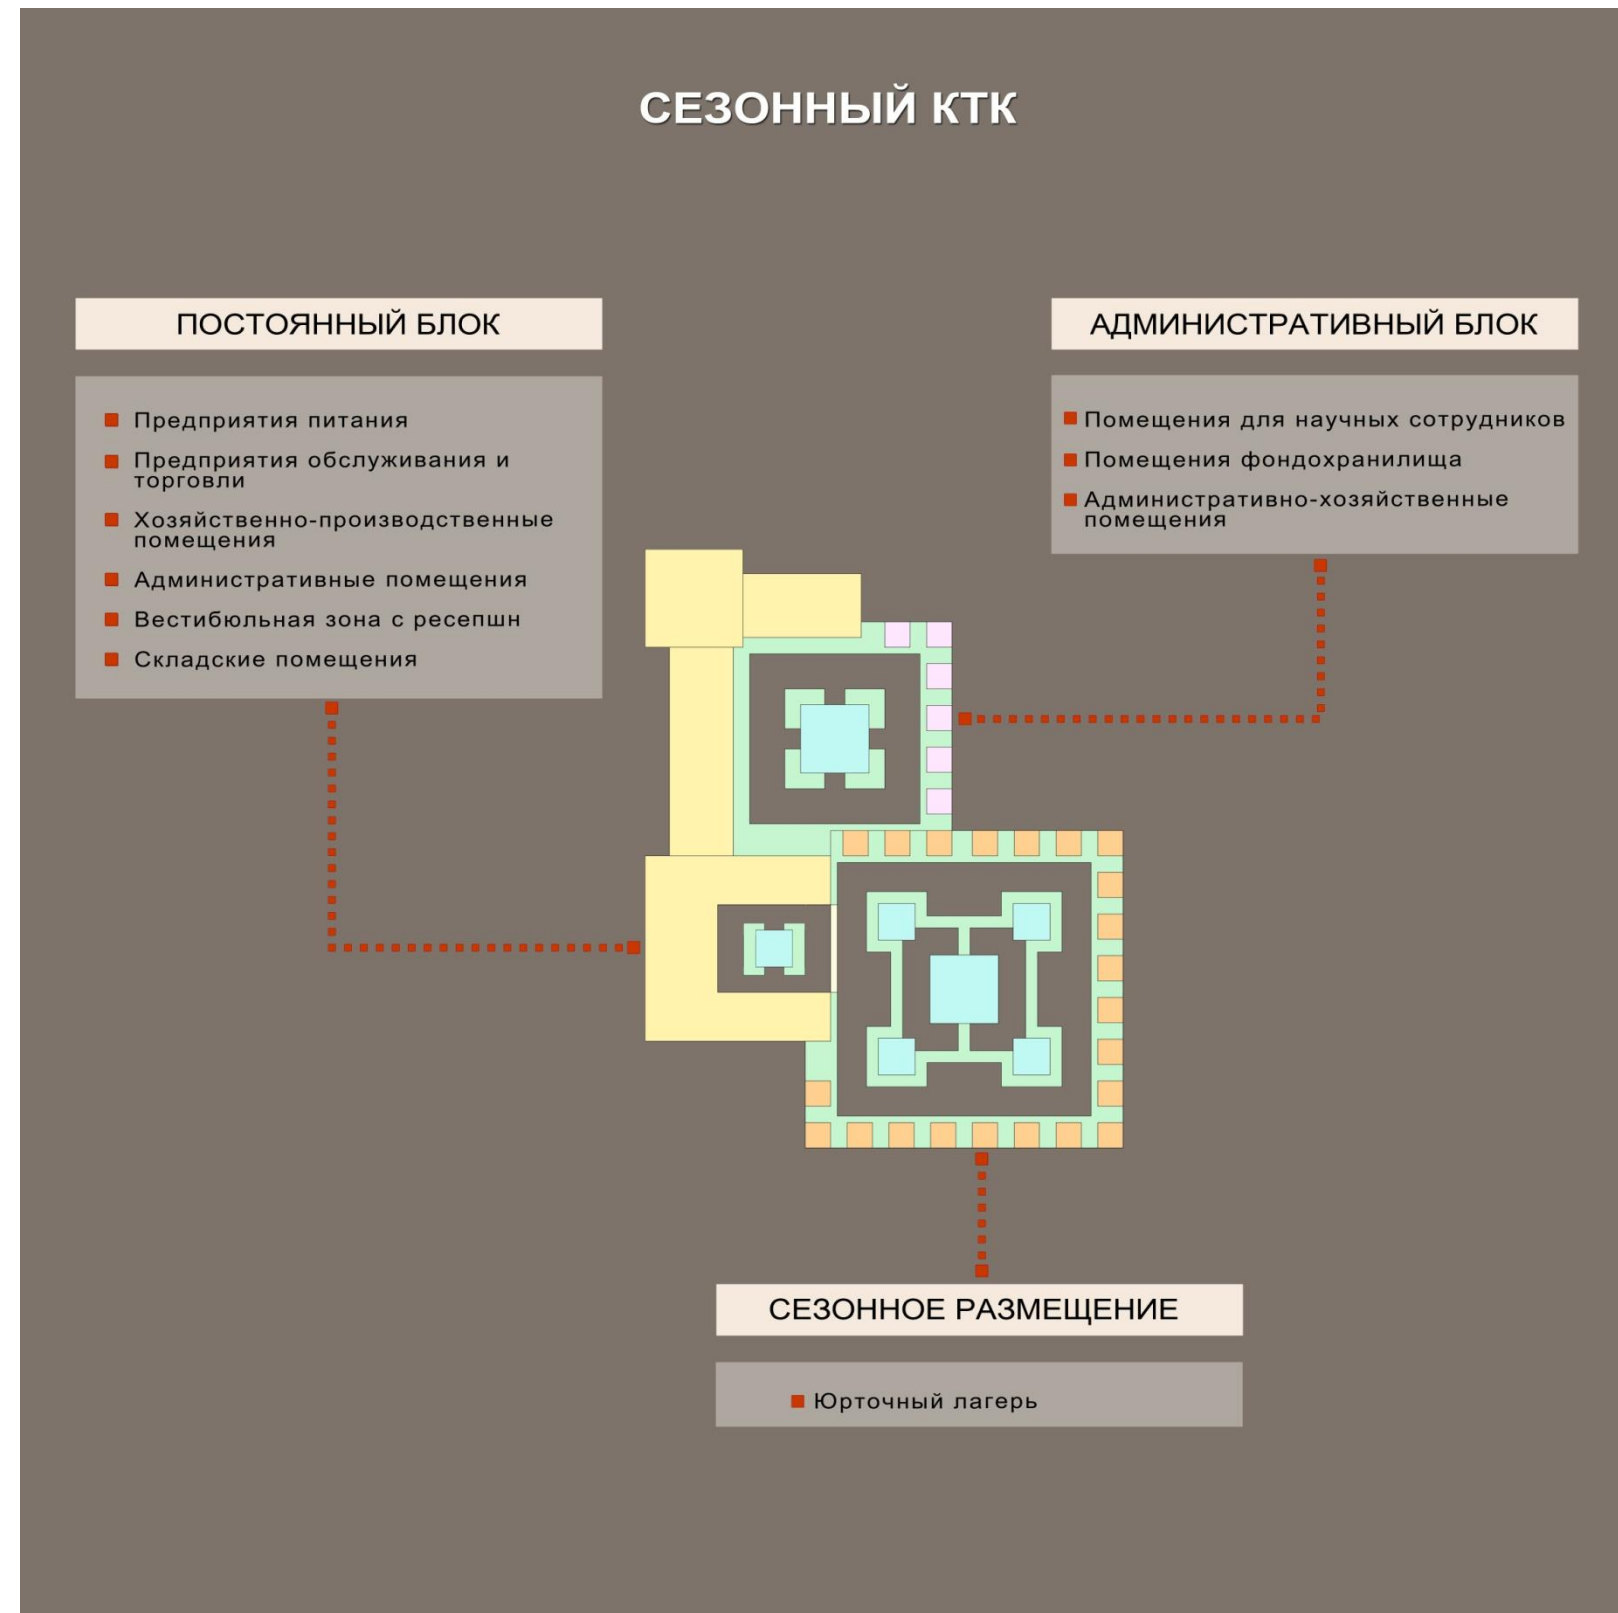 СЕЗОННЫЙ КТК
ПОСТОЯННЫЙ БЛОК
Предприятия питания
Предприятия обслуживания и
торговли
Хозяйственно-производственные
помещения
Административные помещения
Вестибюльная зона с ресепшн
Складские помещения
АДМИНИСТРАТИВНЫЙ БЛОК
Помещения для научных сотрудников
Помещения фондохранилища
Административно-хозяйственные
помещения
СЕЗОННОЕ РАЗМЕЩЕНИЕ
Юрточный лагерь